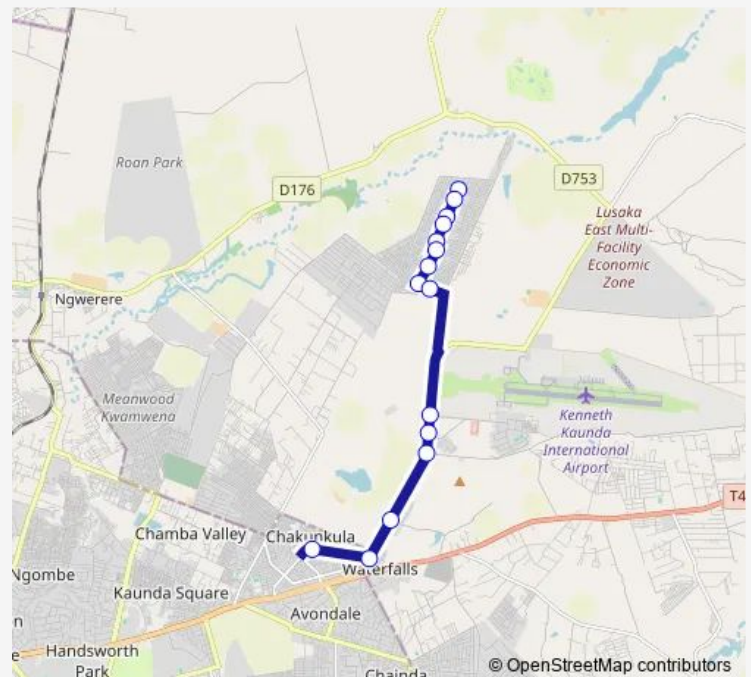 Roan Park
D176
D753
Lusaka
East Multi-
Facility
Economic
Zone
Ngwerere
Meanwood
Kwamwena
Kenneth
Kaunda
International
Airport
T4
Chamba Valley
Chakunkula
Waterfalls
Ngombe
Kaunda Square
Avondale
Handsworth
Park
Chainda
© OpenStreetMap contributors